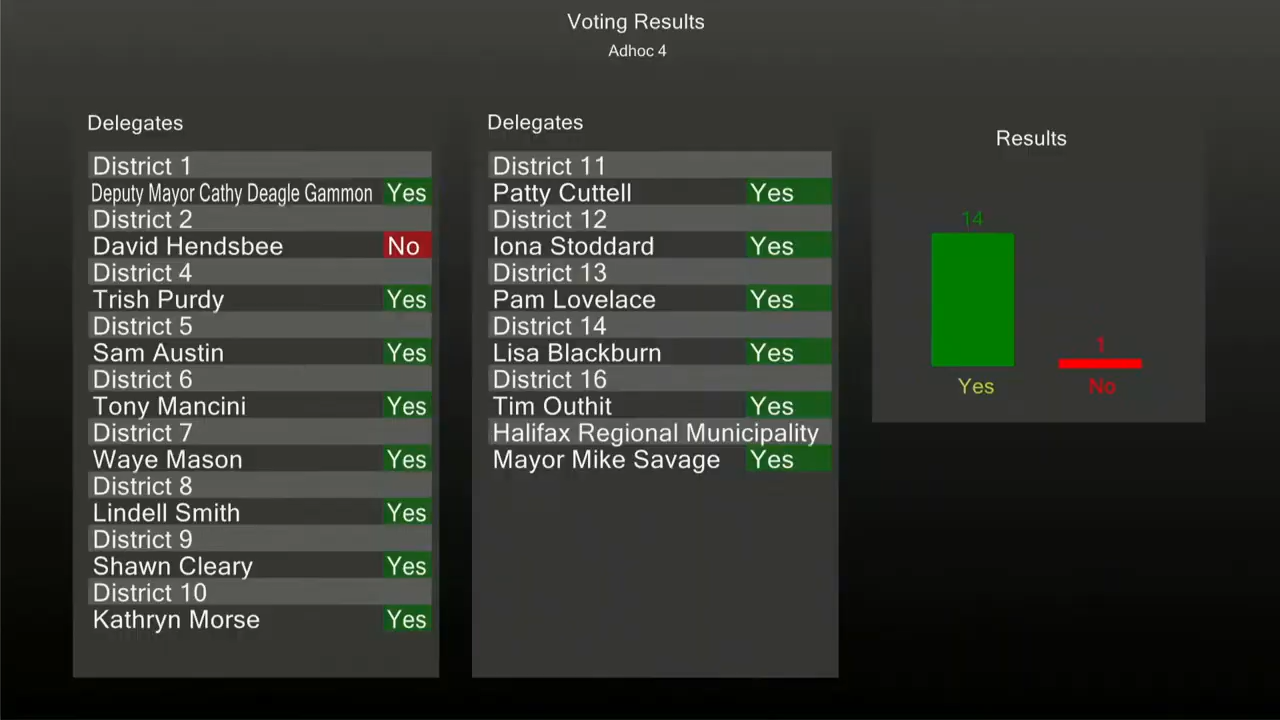 Voting Results
Adhoc 4
Delegates
District 1
Deputy Mayor Cathy Deagle Gammon Yes
District 2
David Hendsbee No
District 4
Trish Purdy Yes
District 5
Sam Austin Yes
District 6
Tony Mancini Yes
District 7
Waye Mason Yes
District 8
Lindell Smith Yes
District 9
Shawn Cleary Yes
District 10
Kathryn Morse Yes
Delegates
District 11
Patty Cuttell Yes
District 12
Iona Stoddard Yes
District 13
Pam Lovelace Yes
District 14
Lisa Blackburn Yes
District 16
Tim Outhit Yes
Halifax Regional Municipality
Mayor Mike Savage Yes
Results
14
1
Yes
No